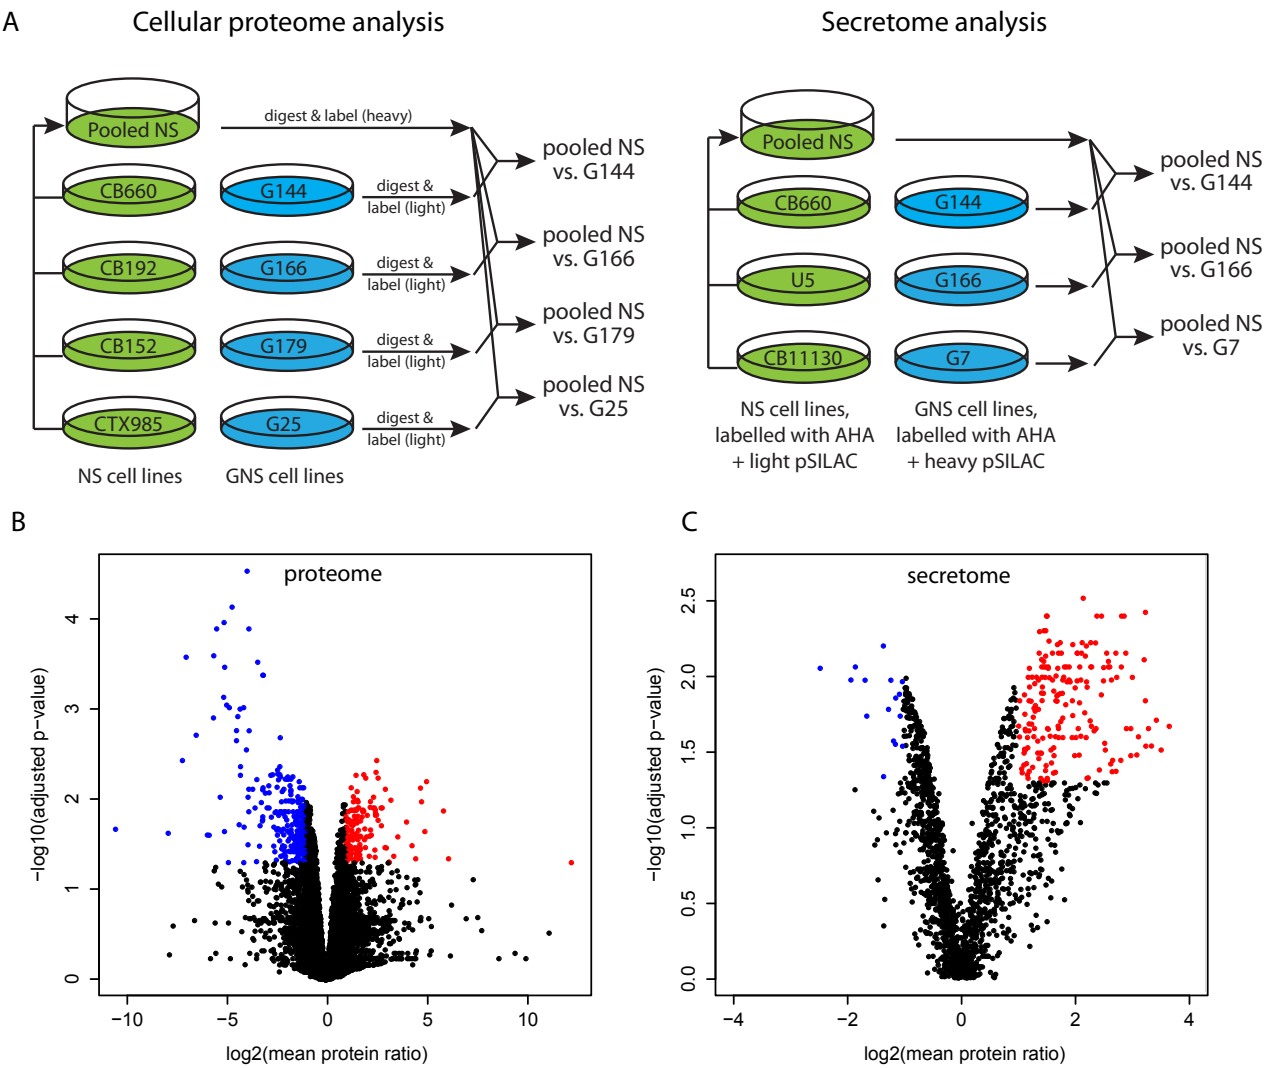 A
Cellular proteome analysis
Pooled NS
digest & label (heavy)
pooled NS
vs. G144
CB660
G144
digest &
label (light)
pooled NS
vs. G166
CB192
G166
digest &
label (light)
pooled NS
vs. G179
CB152
G179
digest &
label (light)
pooled NS
vs. G25
CTX985
G25
digest &
label (light)
NS cell lines
GNS cell lines
Secretome analysis
Pooled NS
pooled NS
vs. G144
CB660
G144
pooled NS
vs. G166
U5
G166
pooled NS
vs. G7
CB11130
G7
NS cell lines,
labelled with AHA
+ light pSILAC
GNS cell lines,
labelled with AHA
+ heavy pSILAC
B
proteome
−log10(adjusted p−value)
4
3
2
1
0
−10 −5 0 5 10
log2(mean protein ratio)
C
secretome
−log10(adjusted p−value)
2.5
2.0
1.5
1.0
0.5
0.0
−4 −2 0 2 4
log2(mean protein ratio)